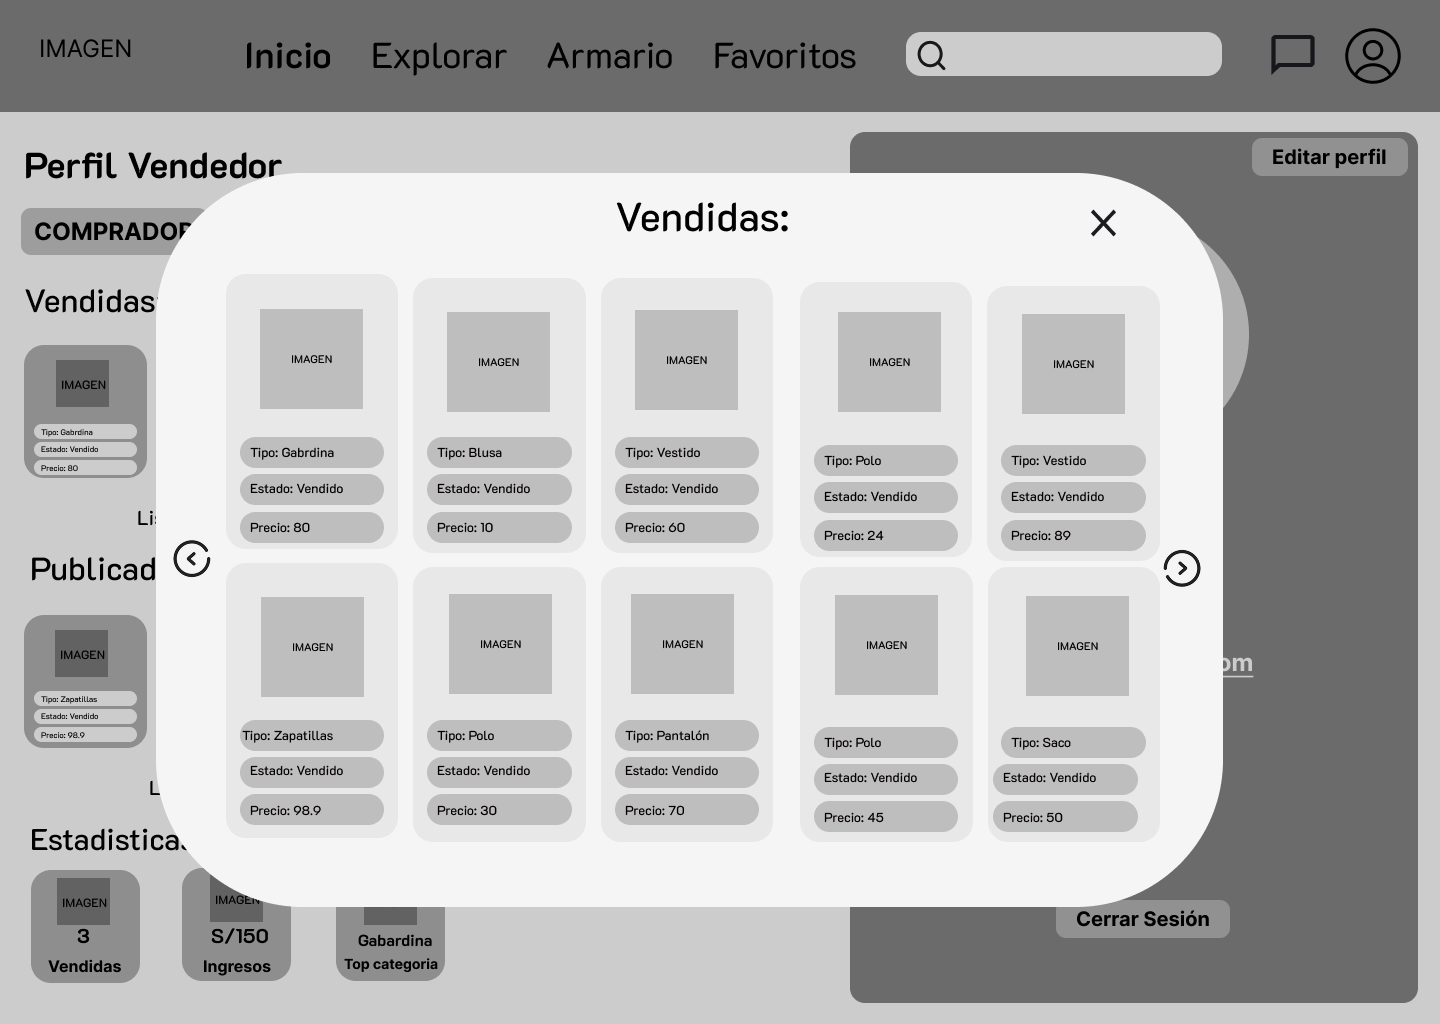 IMAGEN
Inicio
Explorar
Armario
Favoritos
Perfil Vendedor
Editar perfil
COMPRADOR
Vendidas:
Vendidas:
IMAGEN
Tipo: Gabrdina
Estado: Vendido
Precio: 80
IMAGEN
Tipo: Gabrdina
Estado: Vendido
Precio: 80
IMAGEN
Tipo: Blusa
Estado: Vendido
Precio: 10
IMAGEN
Tipo: Vestido
Estado: Vendido
Precio: 60
IMAGEN
Tipo: Polo
Estado: Vendido
Precio: 24
IMAGEN
Tipo: Vestido
Estado: Vendido
Precio: 89
Publicad
IMAGEN
Tipo: Zapatillas
Estado: Vendido
Precio: 98.9
IMAGEN
Tipo: Zapatillas
Estado: Vendido
Precio: 98.9
IMAGEN
Tipo: Polo
Estado: Vendido
Precio: 30
IMAGEN
Tipo: Pantalón
Estado: Vendido
Precio: 70
IMAGEN
Tipo: Polo
Estado: Vendido
Precio: 45
IMAGEN
Tipo: Saco
Estado: Vendido
Precio: 50
om
Estadisticas
IMAGEN
3
Vendidas
IMAGEN
S/150
Ingresos
Gabardina
Top categoria
Cerrar Sesión